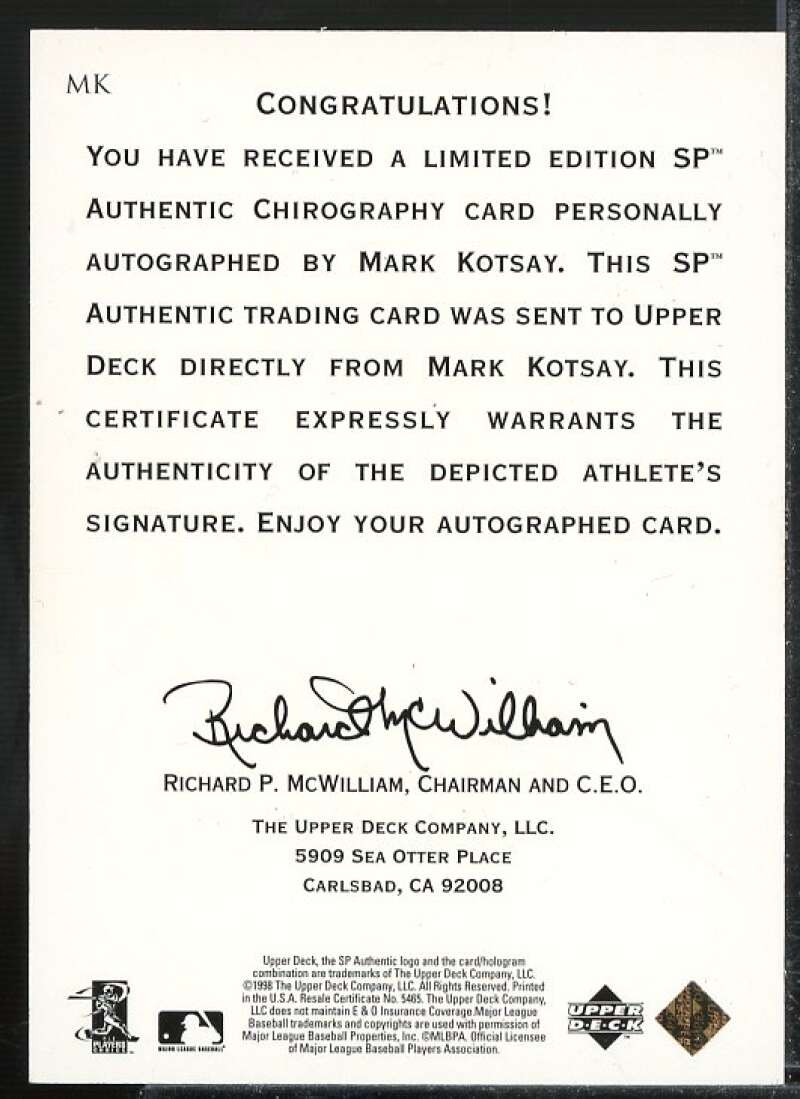 MK
CONGRATULATIONS!
YOU HAVE RECEIVED A LIMITED EDITION SP™
AUTHENTIC CHIROGRAPHY CARD PERSONALLY
AUTOGRAPHED BY MARK KOTSAY. THIS SP™
AUTHENTIC TRADING CARD WAS SENT TO UPPER
DECK DIRECTLY FROM MARK KOTSAY. THIS
CERTIFICATE EXPRESSLY WARRANTS THE
AUTHENTICITY OF THE DEPICTED ATHLETE'S
SIGNATURE. ENJOY YOUR AUTOGRAPHED CARD.
Richard P McWilliam
RICHARD P. MCWILLIAM, CHAIRMAN AND C.E.O.
THE UPPER DECK COMPANY, LLC.
5909 SEA OTTER PLACE
CARLSBAD, CA 92008
Upper Deck, the SP Authentic logo and the card/hologram
combination are trademarks of The Upper Deck Company, LLC.
©1998 The Upper Deck Company, LLC. All Rights Reserved. Printed
in the U.S.A. Resale Certificate No. 5465. The Upper Deck Company,
LLC does not maintain E & O Insurance Coverage.Major League
Baseball trademarks and copyrights are used with permission of
Major League Baseball Properties, Inc. ©MLBPA. Official Licensee
of Major League Baseball Players Association.
PLAYERS
MAJOR LEAGUE BASEBALL
UPPER
DECK™